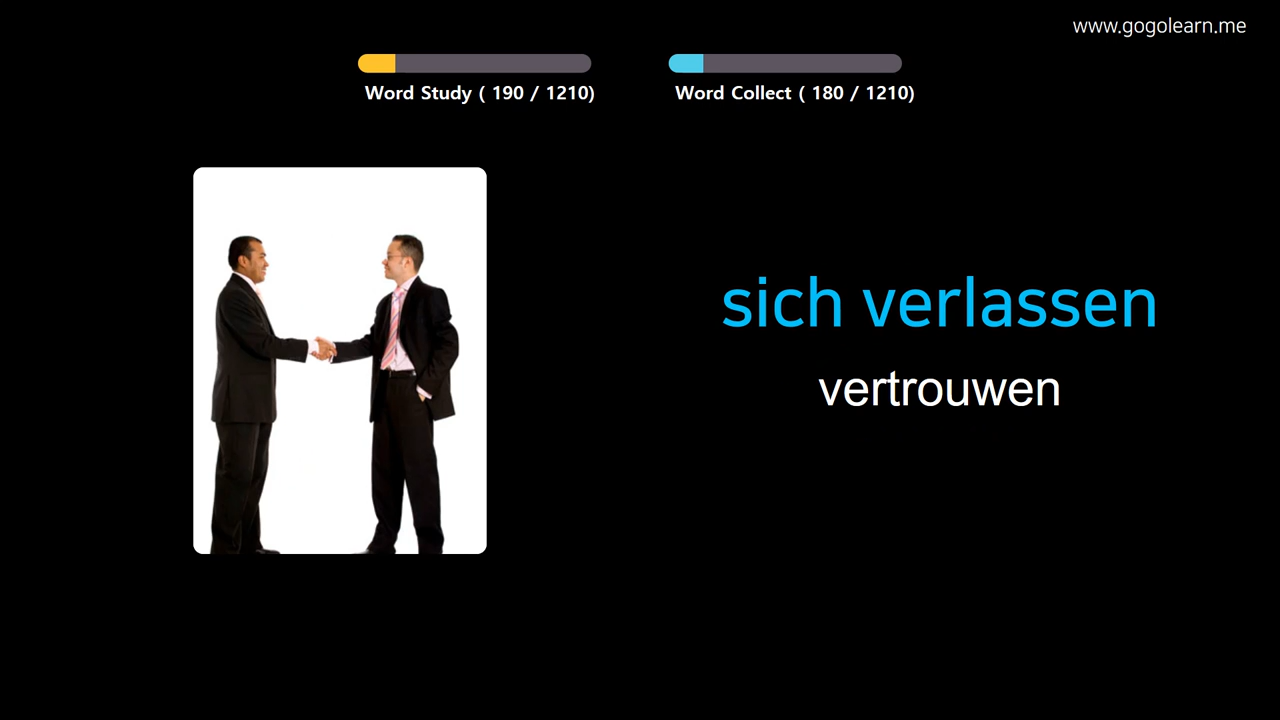 www.gogolearn.me
Word Study ( 190 / 1210)
Word Collect ( 180 / 1210)
sich verlassen
vertrouwen